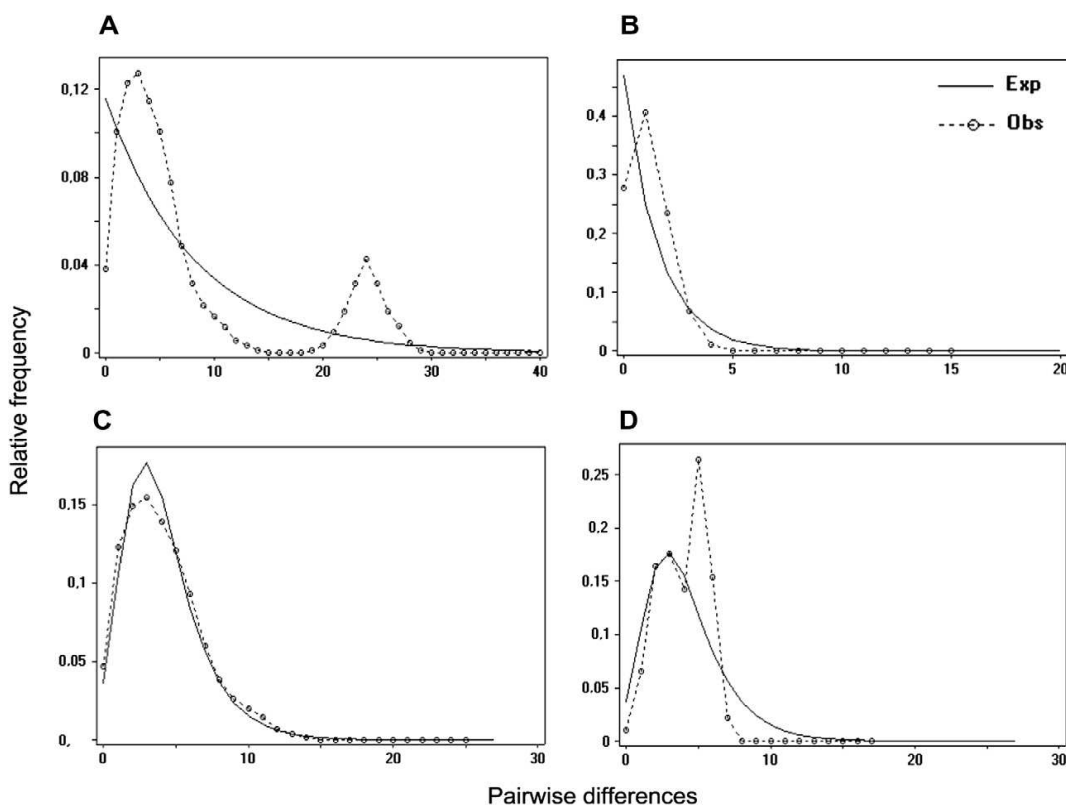 A
B
0,12
0,08
0,04
0
0 10 20 30 40
0,4
0,3
0,2
0,1
0
0 5 10 15 20
Exp
Obs
Relative frequency
C
D
0.15
0.1
0.05
0,
0 10 20 30
0,25
0,2
0,15
0,1
0.05
0
0 10 20 30
Pairwise differences